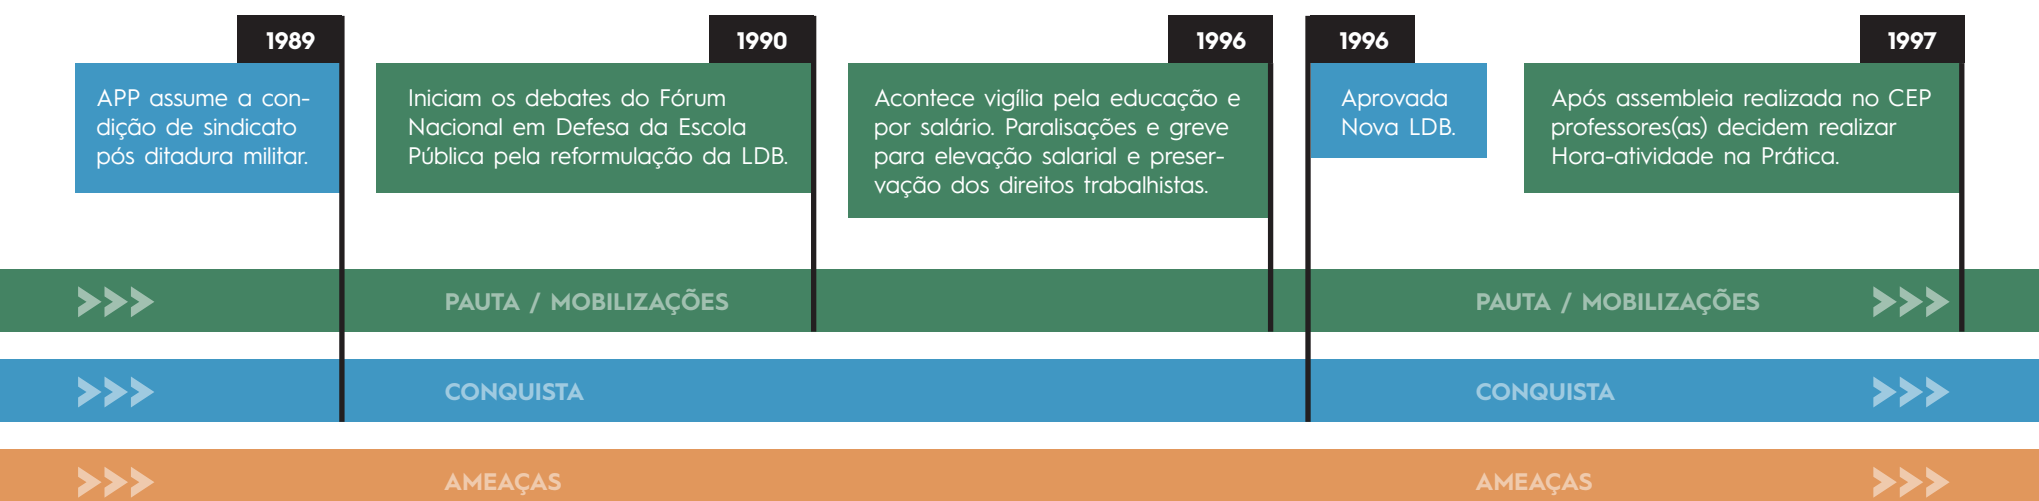 1989
APP assume a con-
dição de sindicato
pós ditadura militar.
1990
Iniciam os debates do Fórum
Nacional em Defesa da Escola
Pública pela reformulação da LDB.
1996
Acontece vigília pela educação e
por salário. Paralisações e greve
para elevação salarial e preser-
vação dos direitos trabalhistas.
1996
Aprovada
Nova LDB.
1997
Após assembleia realizada no CEP
professores(as) decidem realizar
Hora-atividade na Prática.
>>> PAUTA / MOBILIZAÇÕES PAUTA / MOBILIZAÇÕES >>>
>>> CONQUISTA CONQUISTA >>>
>>> AMEAÇAS AMEAÇAS >>>